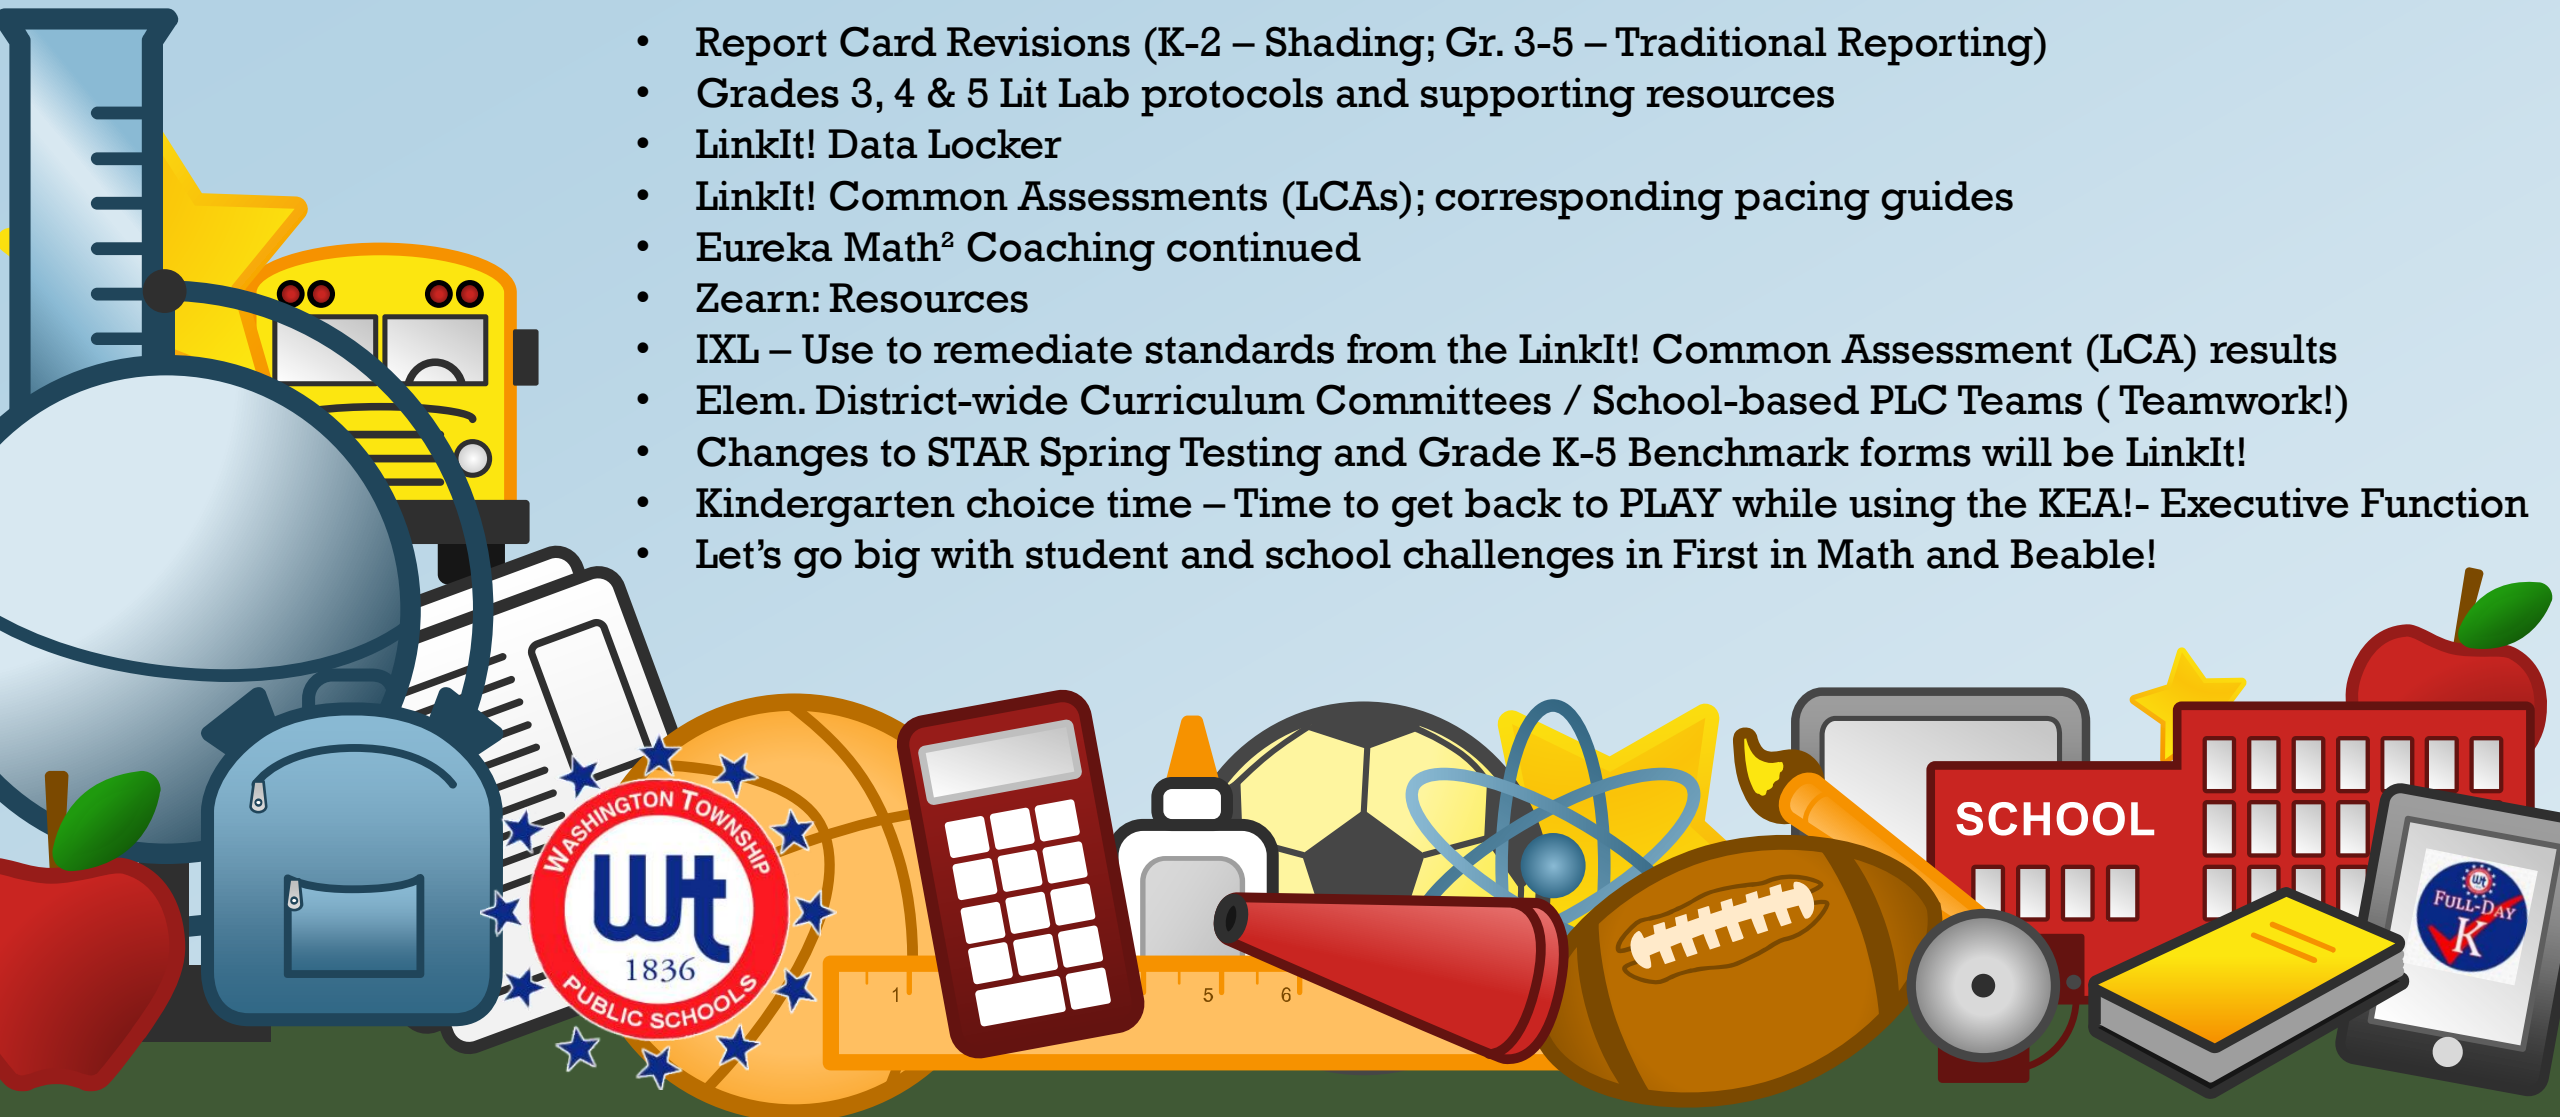 • Report Card Revisions (K-2 – Shading; Gr. 3-5 – Traditional Reporting)
• Grades 3, 4 & 5 Lit Lab protocols and supporting resources
• LinkIt! Data Locker
• LinkIt! Common Assessments (LCAs); corresponding pacing guides
• Eureka Math² Coaching continued
• Zearn: Resources
• IXL – Use to remediate standards from the LinkIt! Common Assessment (LCA) results
• Elem. District-wide Curriculum Committees / School-based PLC Teams ( Teamwork!)
• Changes to STAR Spring Testing and Grade K-5 Benchmark forms will be LinkIt!
• Kindergarten choice time – Time to get back to PLAY while using the KEA!- Executive Function
• Let’s go big with student and school challenges in First in Math and Beable!
SCHOOL
WASHINGTON TOWNSHIP
Wt
1836
PUBLIC SCHOOLS
1 5 6
Wt
FULL-DAY
K